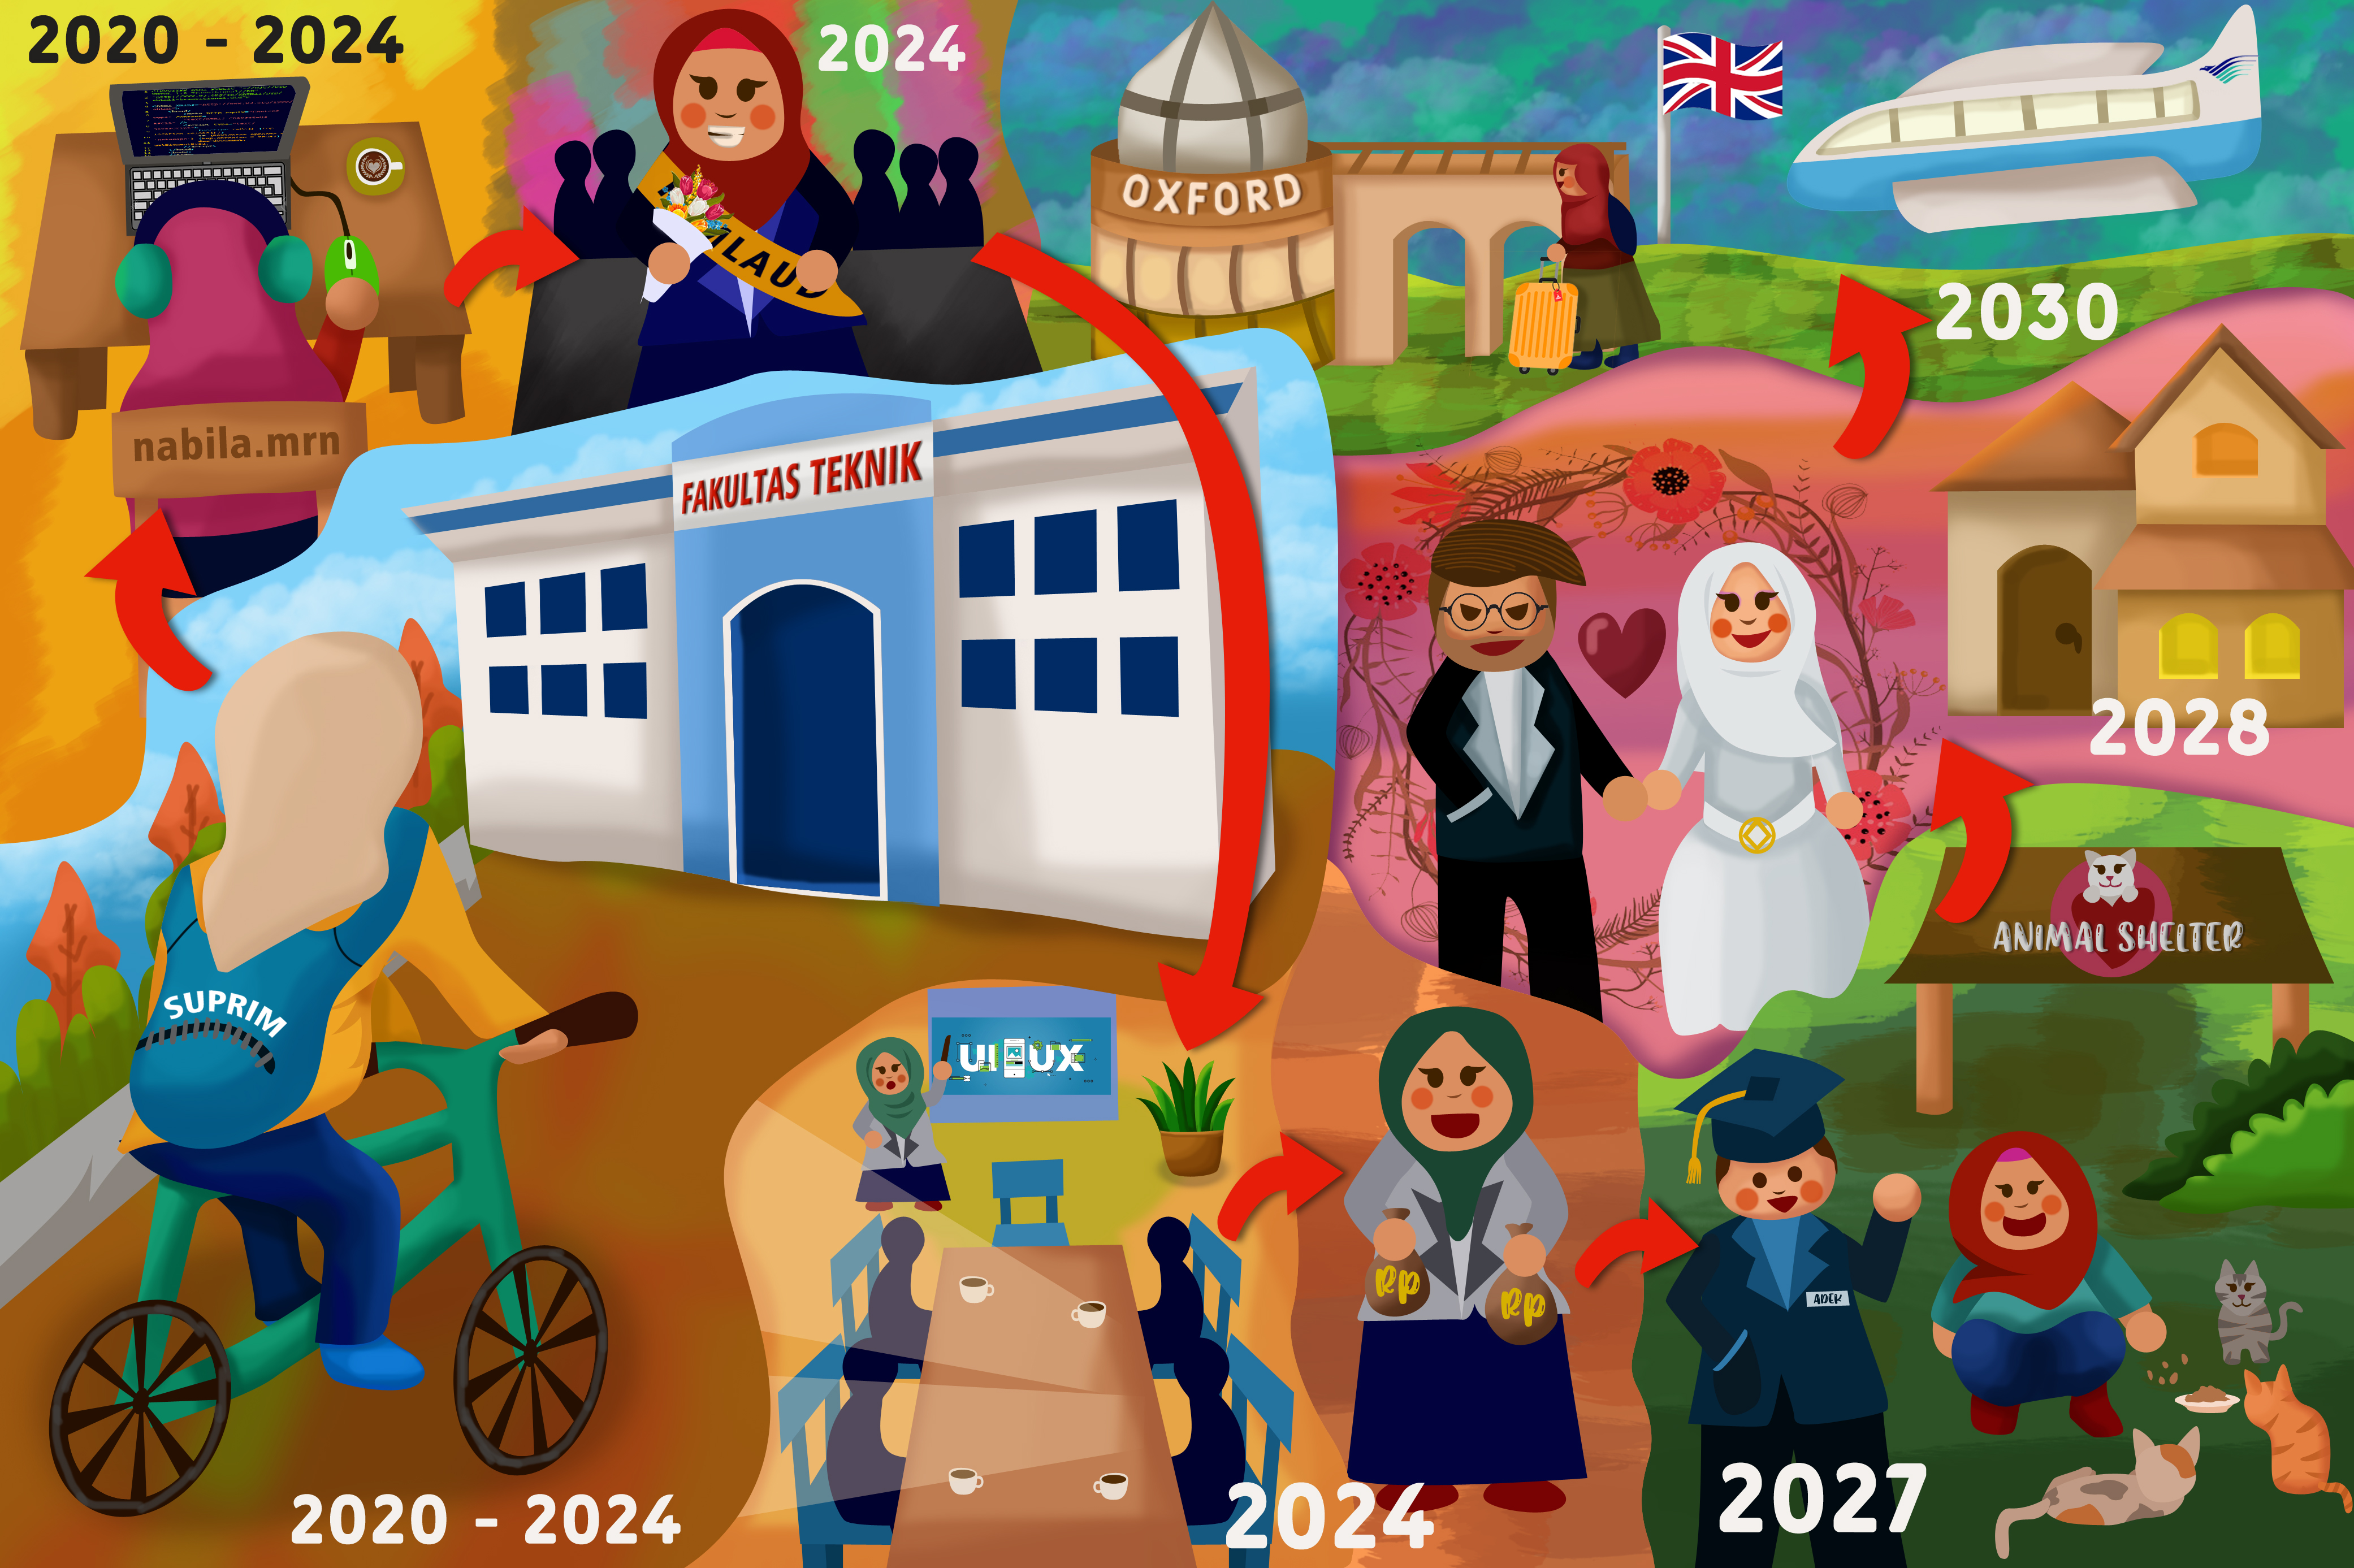 2020 - 2024
2024
OXFORD
2030
nabila.mrn
FAKULTAS TEKNIK
2028
ANIMAL SHELTER
SUPRIM
UI UX
Rp
Rp
ADEK
2020 - 2024
2024
2027